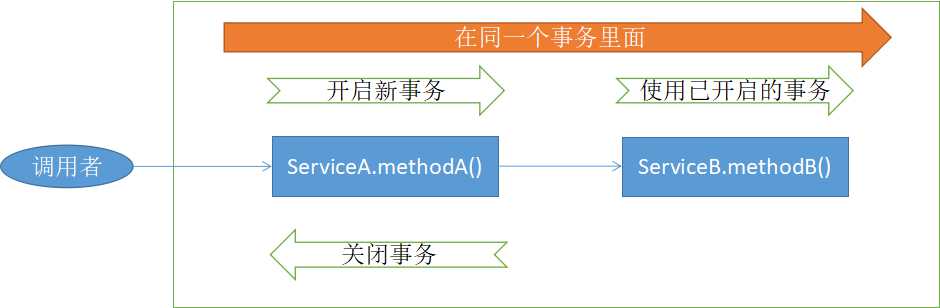 在同一个事务里面
开启新事务
使用已开启的事务
调用者
ServiceA.methodA()
ServiceB.methodB()
关闭事务